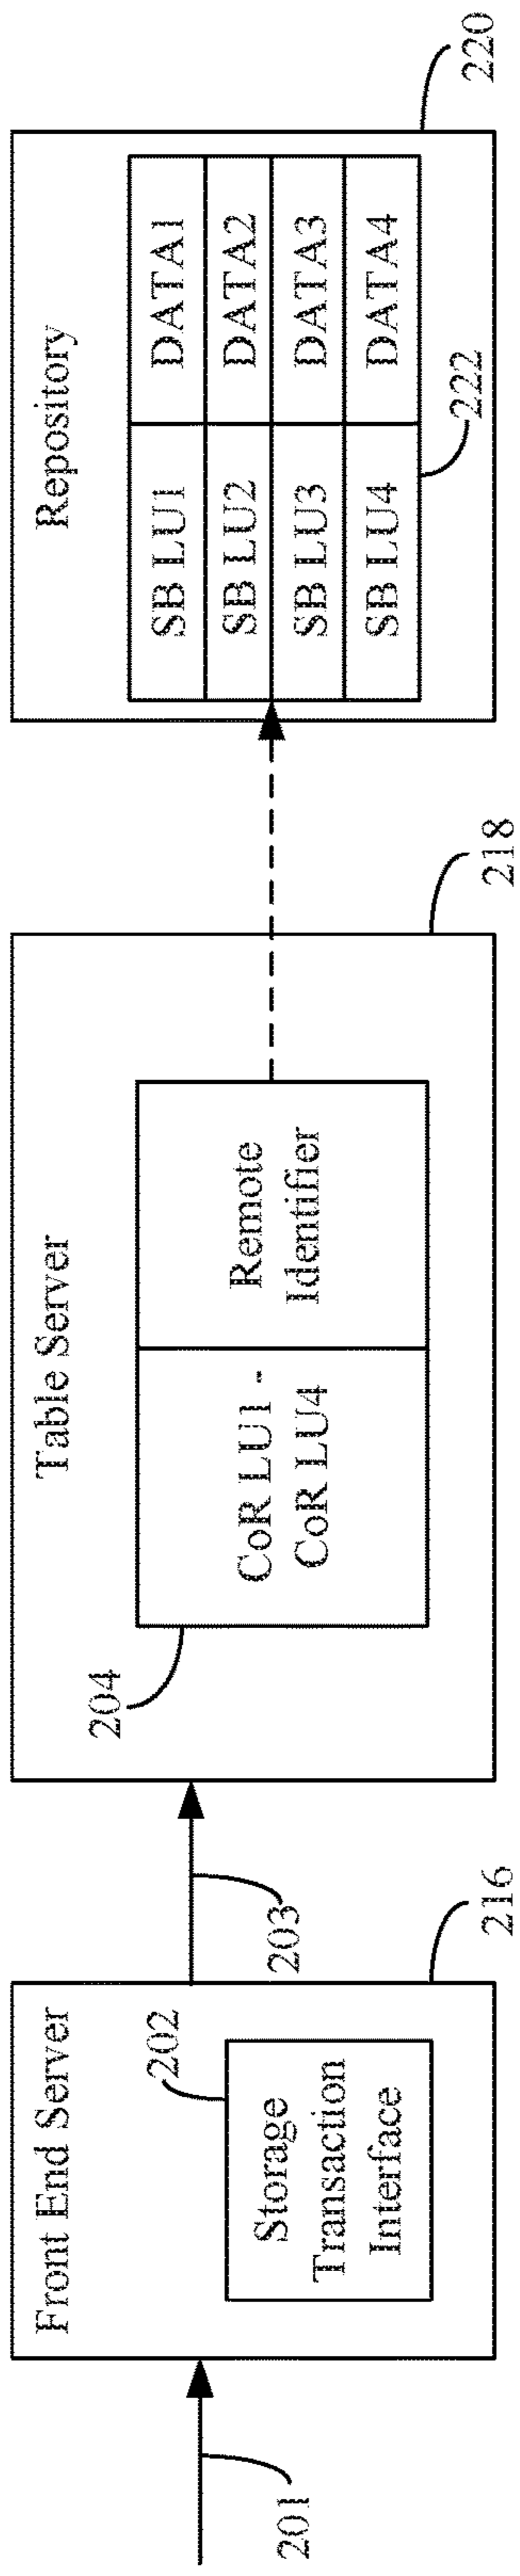 Front End Server
202
Storage
Transaction
Interface
216
201
203
Table Server
204
CoR LU1 -
CoR LU4
Remote
Identifier
218
Repository
SB LU1
DATA1
SB LU2
DATA2
SB LU3
DATA3
SB LU4
DATA4
222
220